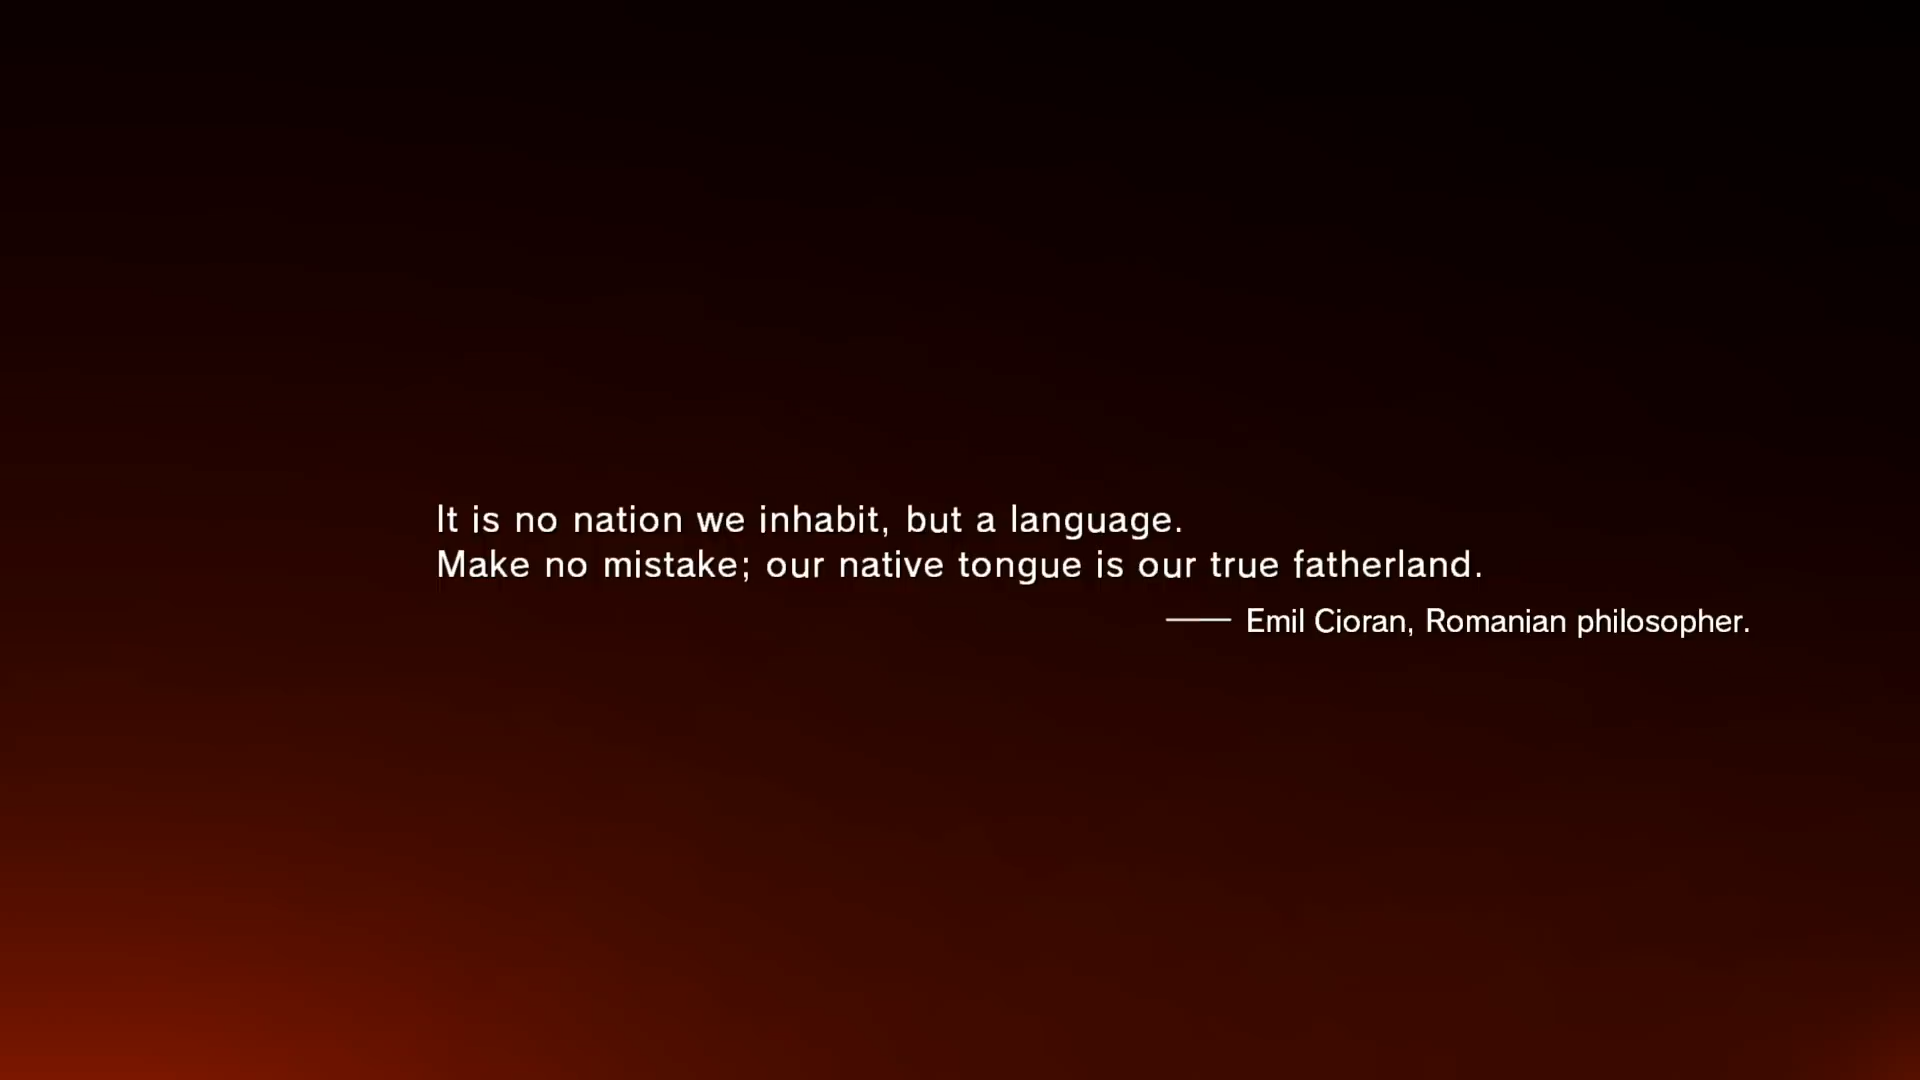 It is no nation we inhabit, but a language.
Make no mistake; our native tongue is our true fatherland.
—— Emil Cioran, Romanian philosopher.